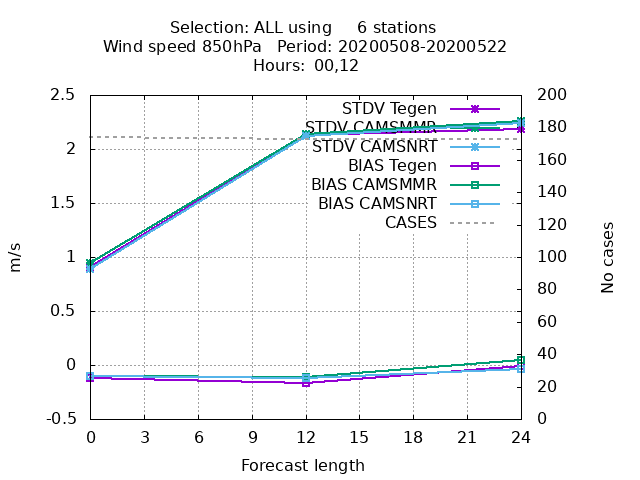 Selection: ALL using 6 stations
Wind speed 850hPa Period: 20200508-20200522
Hours: 00,12
2.5
2
1.5
1
0.5
0
-0.5
200
180
160
140
120
100
80
60
40
20
0
m/s
No cases
STDV Tegen
STDV CAMSMMR
STDV CAMSNRT
BIAS Tegen
BIAS CAMSMMR
BIAS CAMSNRT
CASES
0 3 6 9 12 15 18 21 24
Forecast length